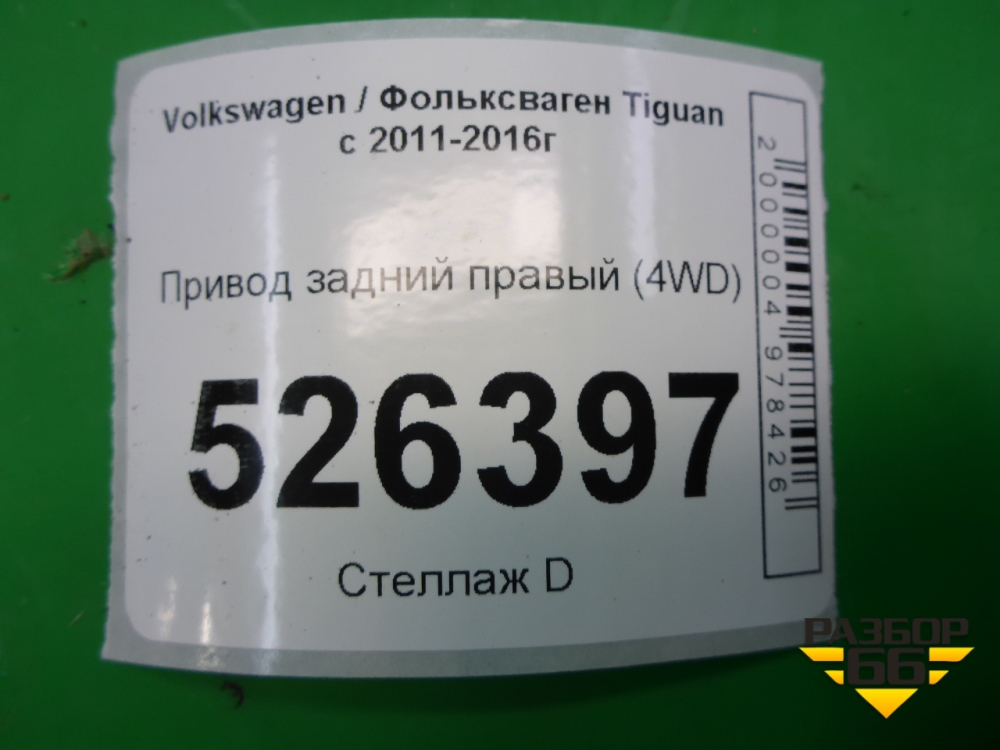 Volkswagen / Фольксваген Tiguan
с 2011-2016г
Привод задний правый (4WD)
526397
Стеллаж D
2000004978426
РАЗБОР
66